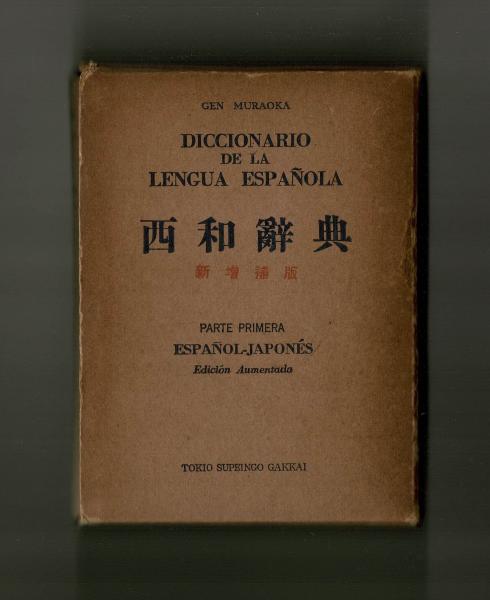 GEN MURAOKA
DICCIONARIO
DE LA
LENGUA ESPAÑOLA
西和辭典
新增補版
PARTE PRIMERA
ESPAÑOL-JAPONÉS
Edición Aumentada
TOKIO SUPEINGO GAKKAI